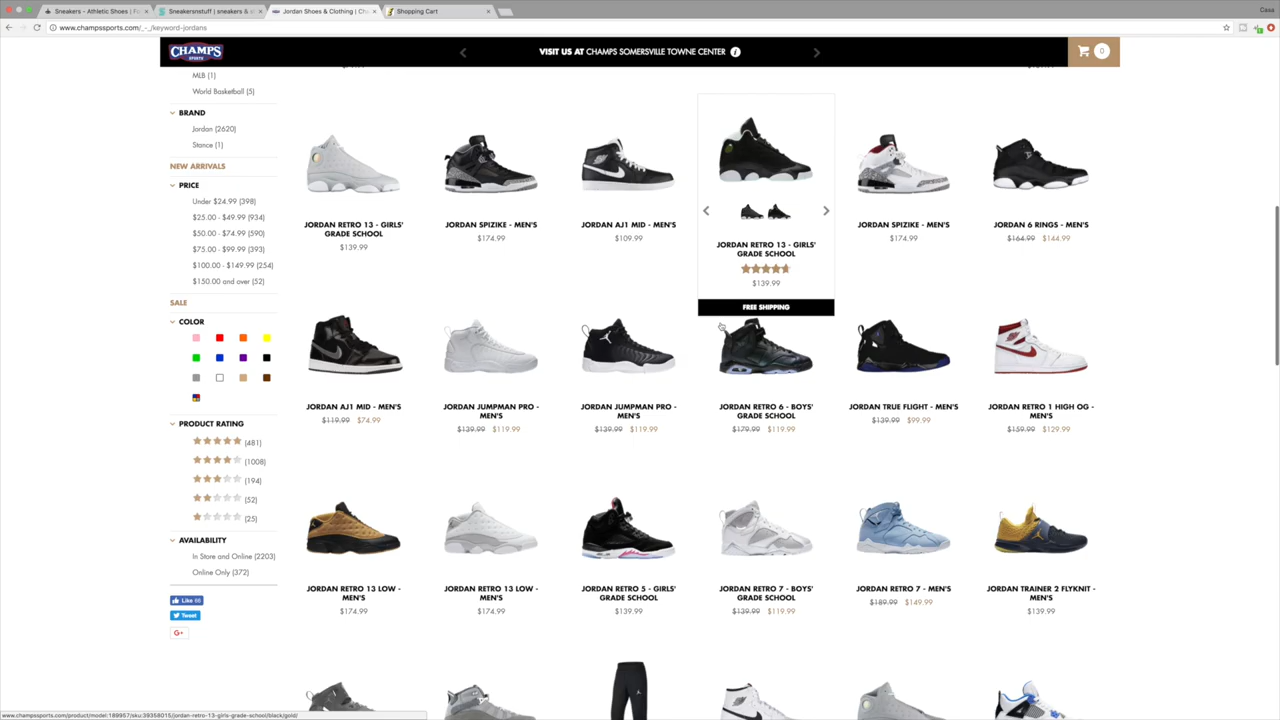 Sneakers - Athletic Shoes | Fo
Sneakersnstuff | sneakers &
Jordan Shoes & Clothing | Ch
Shopping Cart
Casa
www.champssports.com/_-_/keyword-jordans
CHAMPS
SPORTS
VISIT US AT CHAMPS SOMERSVILLE TOWNE CENTER i
0
MLB (1)
World Basketball (5)
BRAND
Jordan (2620)
Stance (1)
NEW ARRIVALS
PRICE
Under $24.99 (398)
$25.00 - $49.99 (934)
$50.00 - $74.99 (590)
$75.00 - $99.99 (393)
$100.00 - $149.99 (254)
$150.00 and over (52)
SALE
COLOR
PRODUCT RATING
(481)
(1008)
(194)
(52)
(25)
AVAILABILITY
In Store and Online (2203)
Online Only (372)
Like
Tweet
G+
JORDAN RETRO 13 - GIRLS'
GRADE SCHOOL
$139.99
JORDAN SPIZIKE - MEN'S
$174.99
JORDAN AJ1 MID - MEN'S
$109.99
JORDAN RETRO 13 - GIRLS'
GRADE SCHOOL
$139.99
FREE SHIPPING
JORDAN SPIZIKE - MEN'S
$174.99
JORDAN 6 RINGS - MEN'S
$164.99 $144.99
JORDAN AJ1 MID - MEN'S
$119.99 $74.99
JORDAN JUMPMAN PRO -
MEN'S
$139.99 $119.99
JORDAN JUMPMAN PRO -
MEN'S
$139.99 $119.99
JORDAN RETRO 6 - BOYS'
GRADE SCHOOL
$179.99 $119.99
JORDAN TRUE FLIGHT - MEN'S
$139.99 $99.99
JORDAN RETRO 1 HIGH OG -
MEN'S
$159.99 $129.99
JORDAN RETRO 13 LOW -
MEN'S
$174.99
JORDAN RETRO 13 LOW -
MEN'S
$174.99
JORDAN RETRO 5 - GIRLS'
GRADE SCHOOL
$139.99
JORDAN RETRO 7 - BOYS'
GRADE SCHOOL
$139.99 $119.99
JORDAN RETRO 7 - MEN'S
$189.99 $149.99
JORDAN TRAINER 2 FLYKNIT -
MEN'S
$139.99
www.champssports.com/product/model:189957/sku:39358015/jordan-retro-13-girls-grade-school/black/gold/